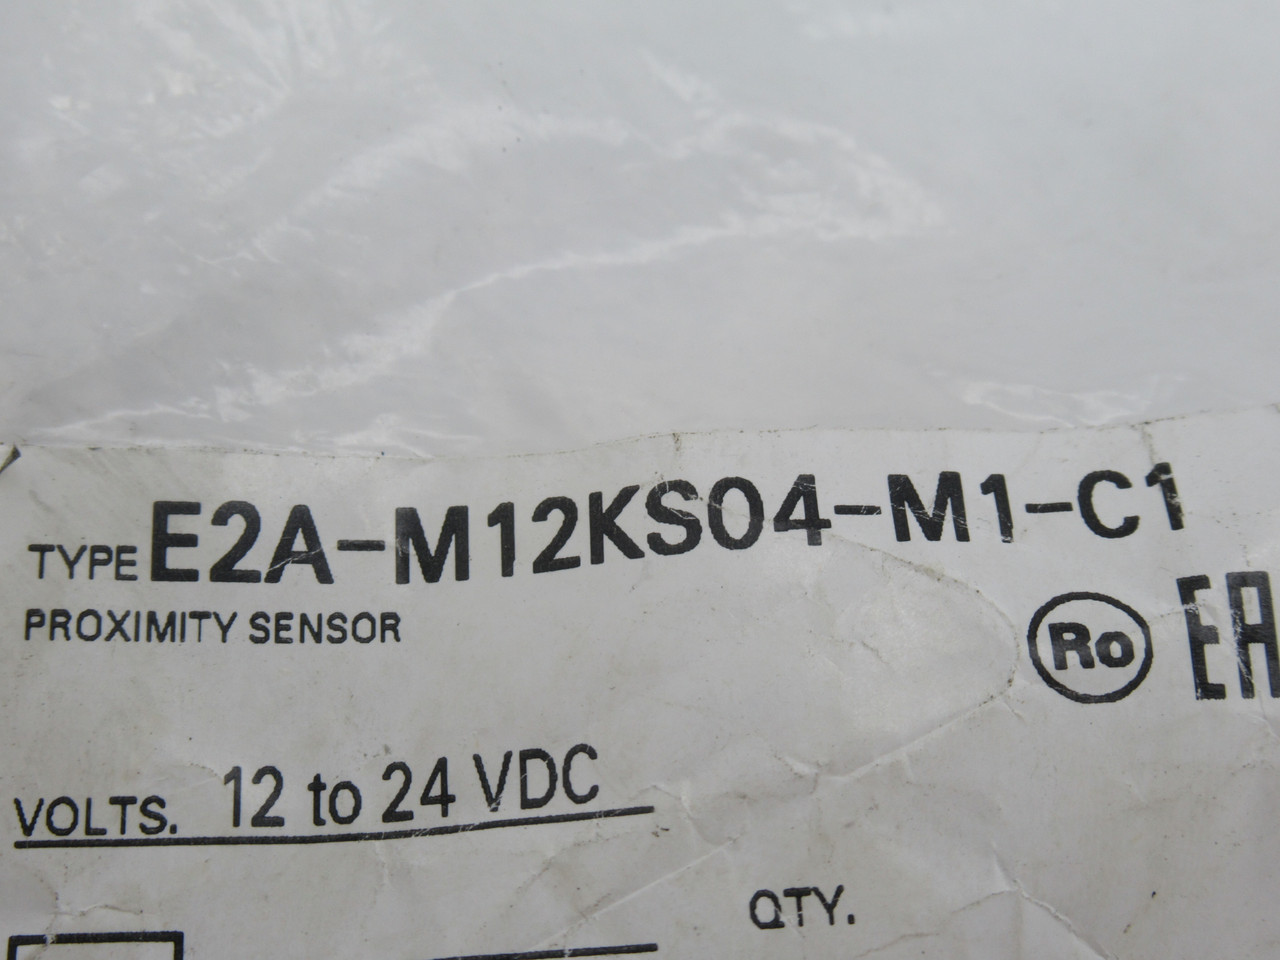 TYPE E2A-M12KS04-M1-C1
PROXIMITY SENSOR
Ro
VOLTS. 12 to 24 VDC
QTY.